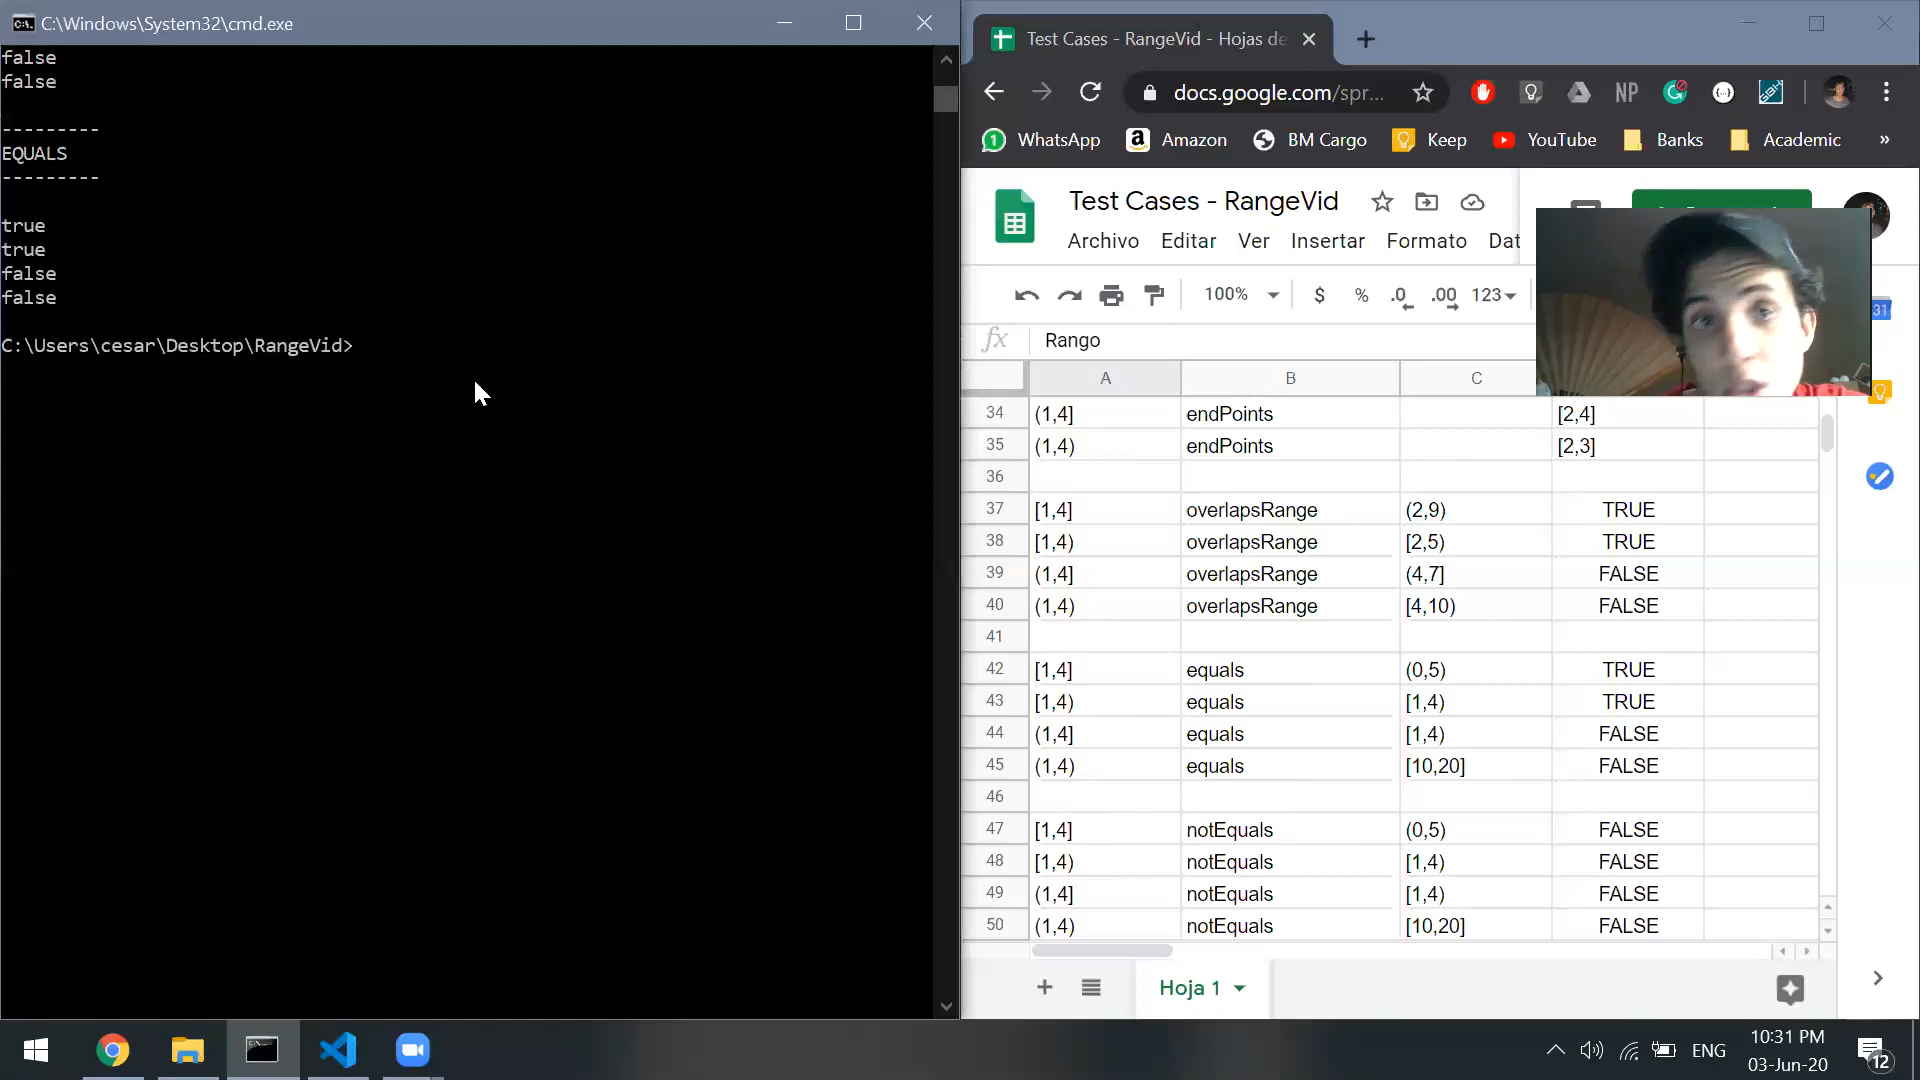 C:\Windows\System32\cmd.exe
false
false
---------
EQUALS
---------
true
true
false
false
C:\Users\cesar\Desktop\RangeVid>
Test Cases - RangeVid - Hojas de
docs.google.com/spr...
NP
WhatsApp
Amazon
BM Cargo
Keep
YouTube
Banks
Academic
»
Test Cases - RangeVid
Archivo Editar Ver Insertar Formato Dat
100% $ % .0 .00 123
31
fx Rango
A B C
34 (1,4] endPoints [2,4]
35 (1,4) endPoints [2,3]
36
37 [1,4] overlapsRange (2,9) TRUE
38 [1,4) overlapsRange [2,5) TRUE
39 (1,4] overlapsRange (4,7] FALSE
40 (1,4) overlapsRange [4,10) FALSE
41
42 [1,4] equals (0,5) TRUE
43 [1,4) equals [1,4) TRUE
44 (1,4] equals [1,4) FALSE
45 (1,4) equals [10,20] FALSE
46
47 [1,4] notEquals (0,5) FALSE
48 [1,4) notEquals [1,4) FALSE
49 (1,4] notEquals [1,4) FALSE
50 (1,4) notEquals [10,20] FALSE
Hoja 1
ENG
10:31 PM
03-Jun-20
12